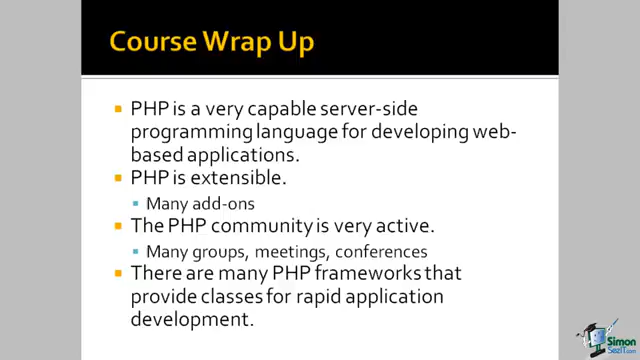 Course Wrap Up
PHP is a very capable server-side
programming language for developing web-
based applications.
PHP is extensible.
Many add-ons
The PHP community is very active.
Many groups, meetings, conferences
There are many PHP frameworks that
provide classes for rapid application
development.
Simon
SezIT.com